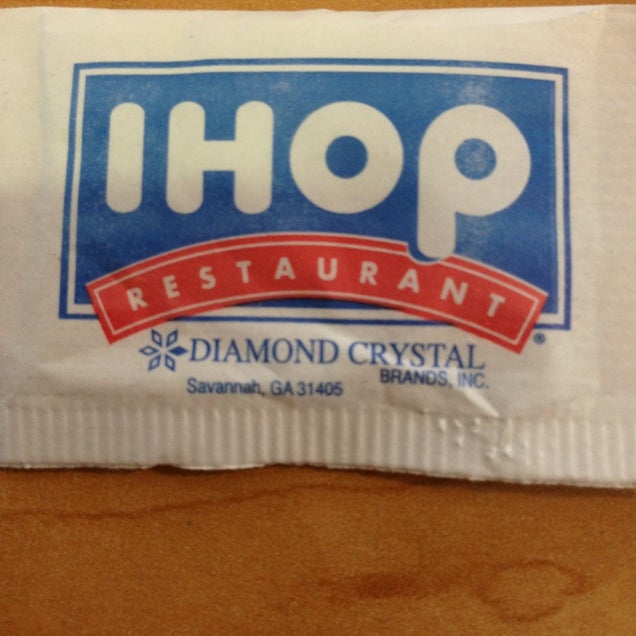 IHOP
RESTAURANT®
DIAMOND CRYSTAL
BRANDS, INC.
Savannah, GA 31405